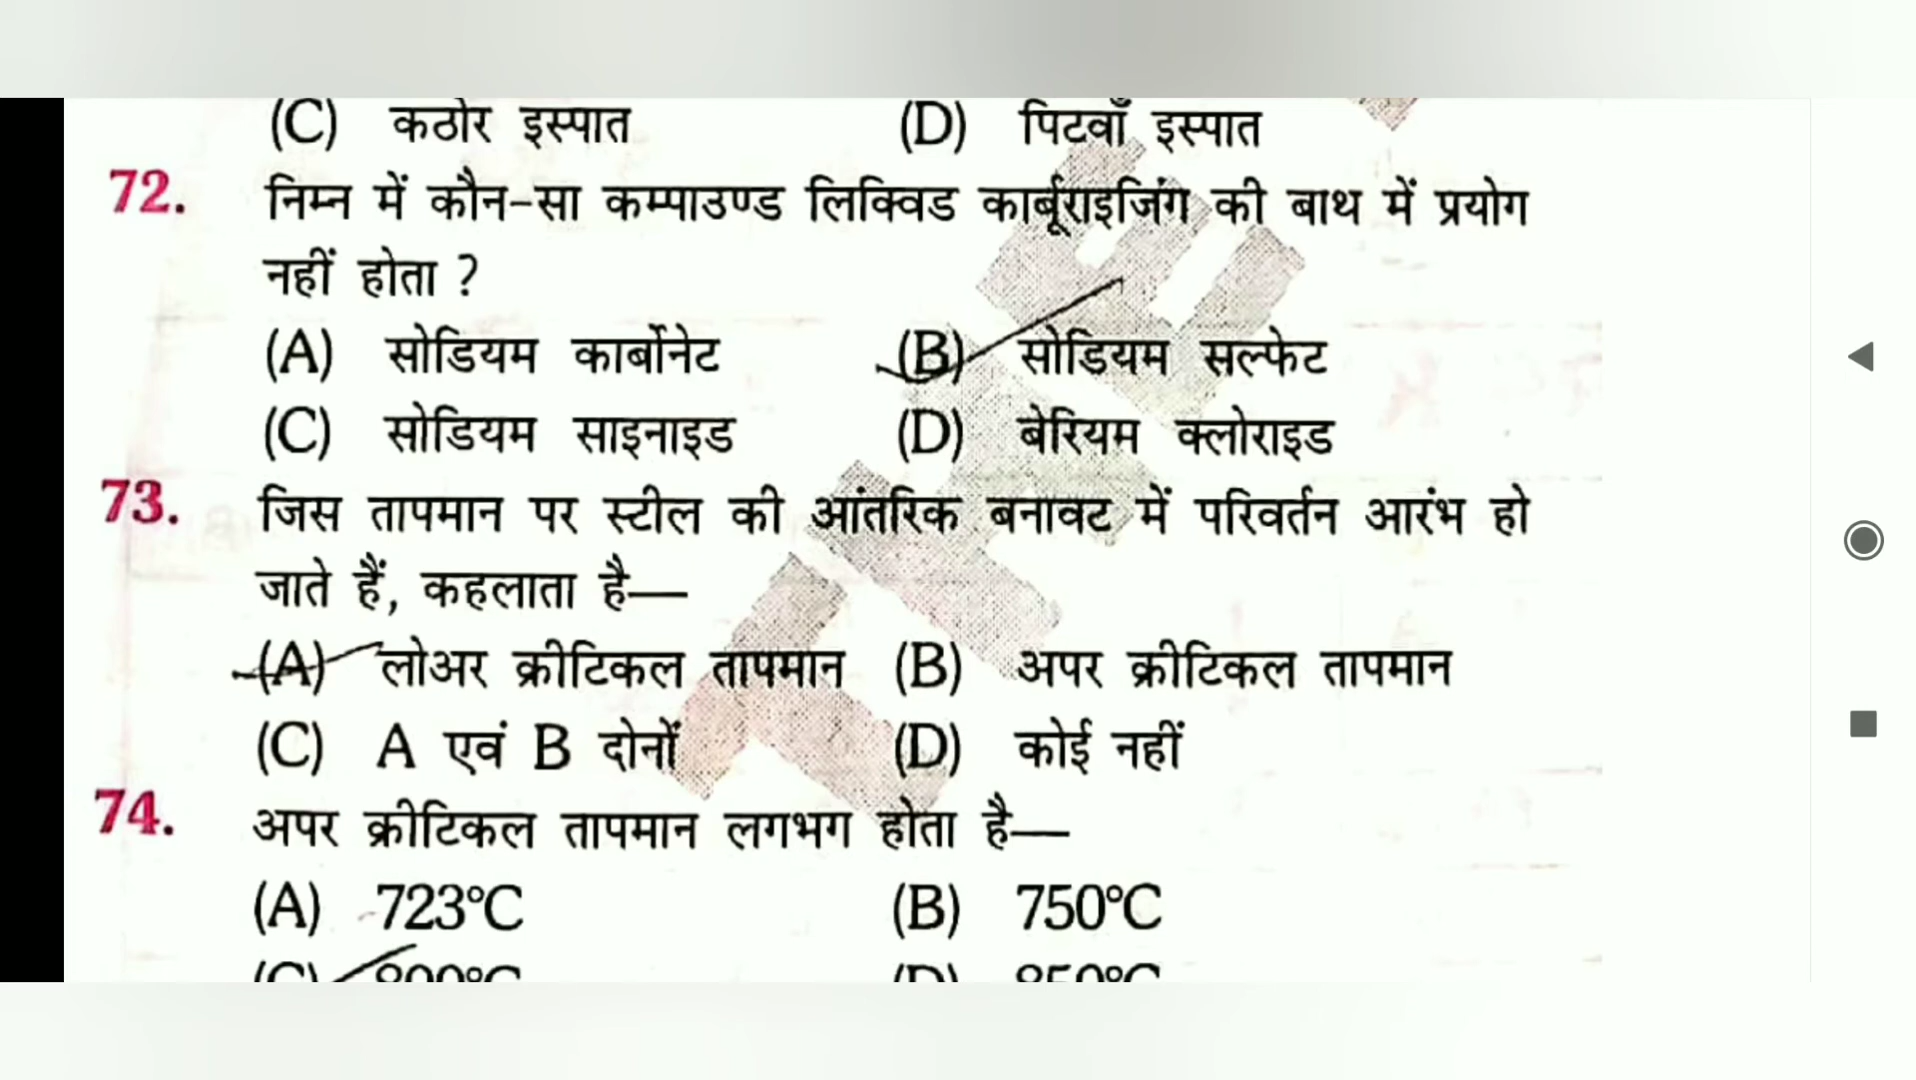 (C) कठोर इस्पात (D) पिटवाँ इस्पात
72. निम्न में कौन-सा कम्पाउण्ड लिक्विड कार्बूराइजिंग की बाथ में प्रयोग
नहीं होता ?
(A) सोडियम कार्बोनेट (B) सोडियम सल्फेट
(C) सोडियम साइनाइड (D) बेरियम क्लोराइड
73. जिस तापमान पर स्टील की आंतरिक बनावट में परिवर्तन आरंभ हो
जाते हैं, कहलाता है—
(A) लोअर क्रीटिकल तापमान (B) अपर क्रीटिकल तापमान
(C) A एवं B दोनों (D) कोई नहीं
74. अपर क्रीटिकल तापमान लगभग होता है—
(A) 723°C (B) 750°C